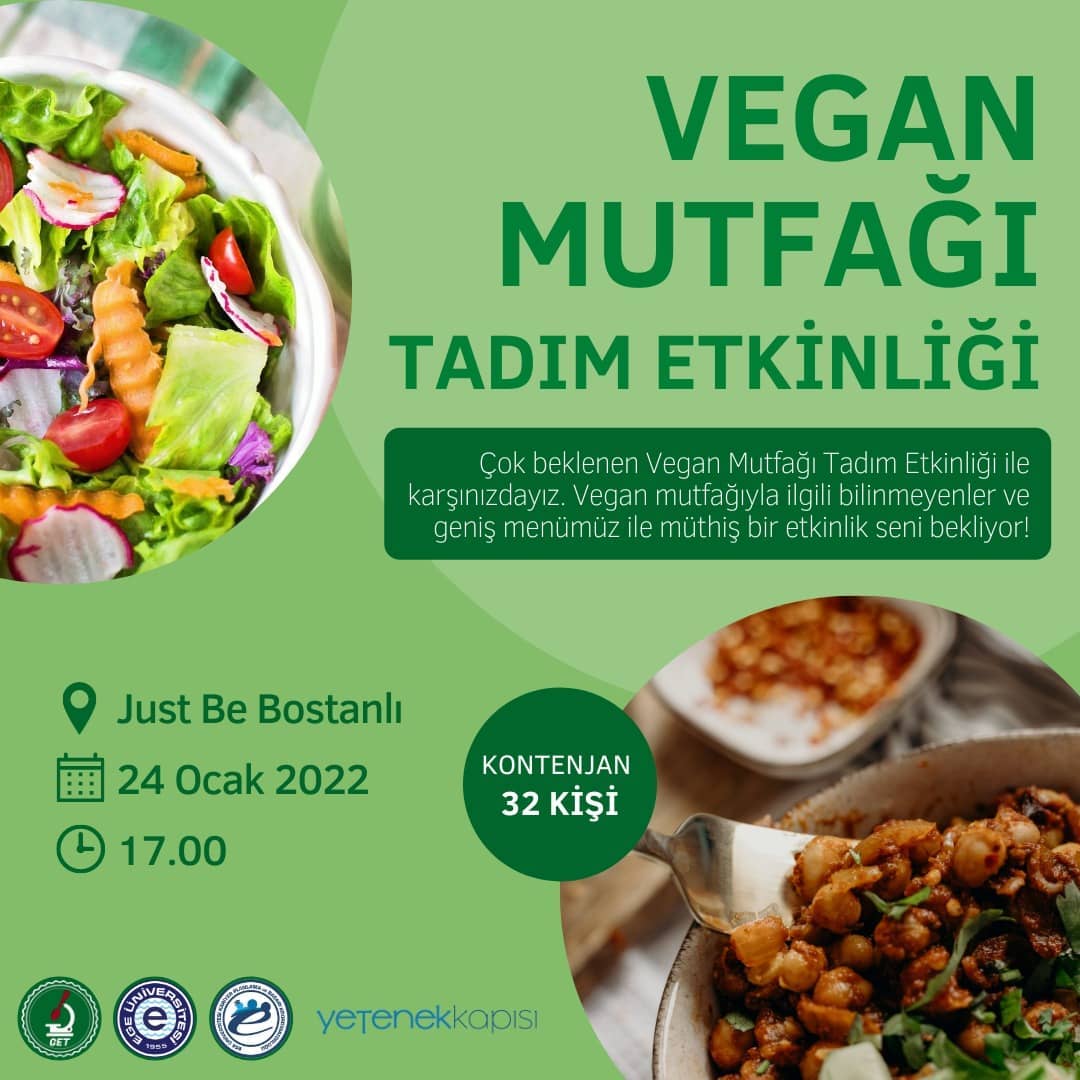 VEGAN
MUTFAĞI
TADIM ETKİNLİĞİ
Çok beklenen Vegan Mutfağı Tadım Etkinliği ile
karşınızdayız. Vegan mutfağıyla ilgili bilinmeyenler ve
geniş menümüz ile müthiş bir etkinlik seni bekliyor!
Just Be Bostanlı
24 Ocak 2022
17.00
KONTENJAN
32 KİŞİ
GET
EGE ÜNİVERSİTESİ
e
1955
yetenekkapısı